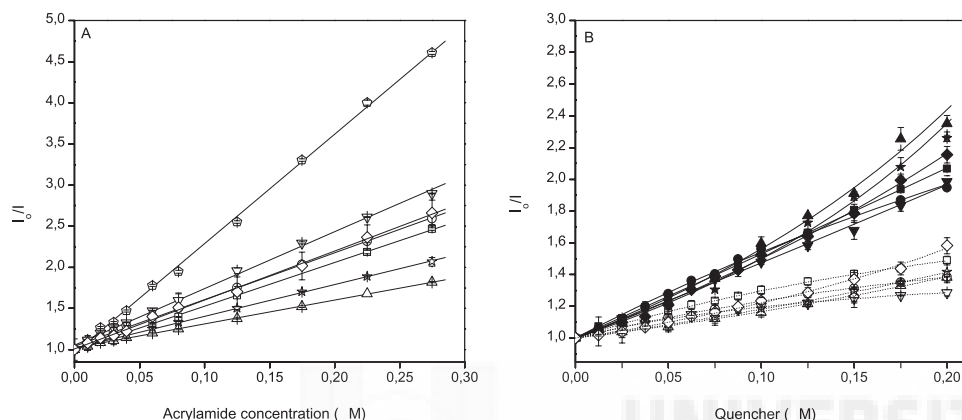 A
I₀/I
5,0
4,5
4,0
3,5
3,0
2,5
2,0
1,5
1,0
0,00 0,05 0,10 0,15 0,20 0,25 0,30
Acrylamide concentration ( M)
B
I₀/I
3,0
2,8
2,6
2,4
2,2
2,0
1,8
1,6
1,4
1,2
1,0
0,8
0,00 0,05 0,10 0,15 0,20
Quencher ( M)
UNIVERSIT